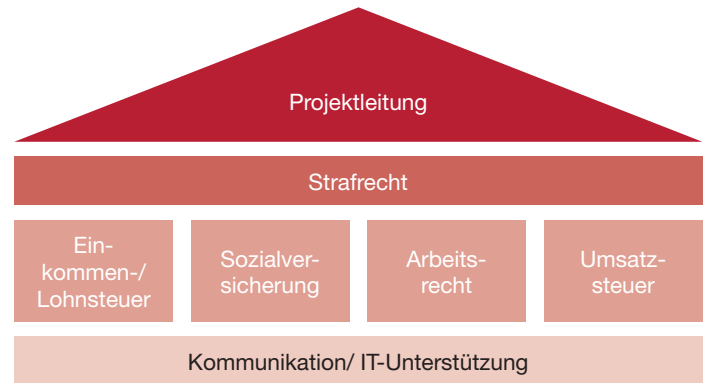 Projektleitung
Strafrecht
Ein-
kommen-/
Lohnsteuer
Sozialver-
sicherung
Arbeits-
recht
Umsatz-
steuer
Kommunikation/ IT-Unterstützung